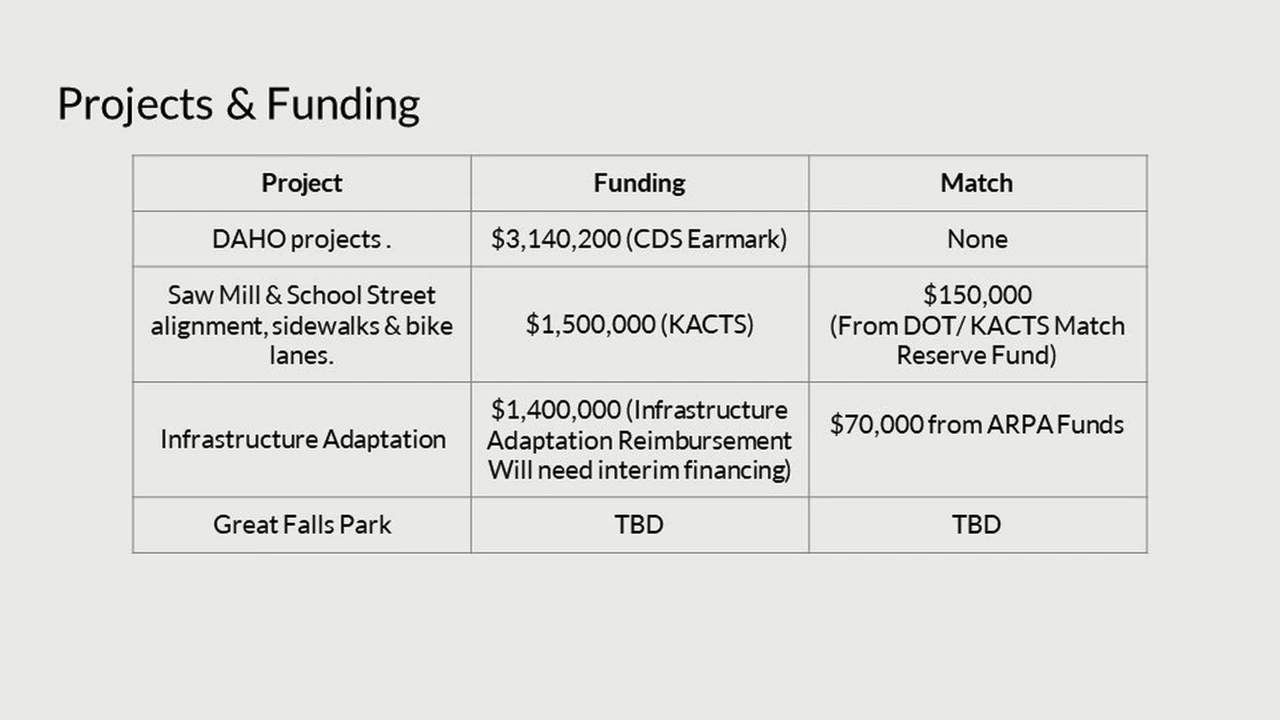 Projects & Funding
Project
Funding
Match
DAHO projects .
$3,140,200 (CDS Earmark)
None
Saw Mill & School Street
alignment, sidewalks & bike
lanes.
$1,500,000 (KACTS)
$150,000
(From DOT/ KACTS Match
Reserve Fund)
Infrastructure Adaptation
$1,400,000 (Infrastructure
Adaptation Reimbursement
Will need interim financing)
$70,000 from ARPA Funds
Great Falls Park
TBD
TBD